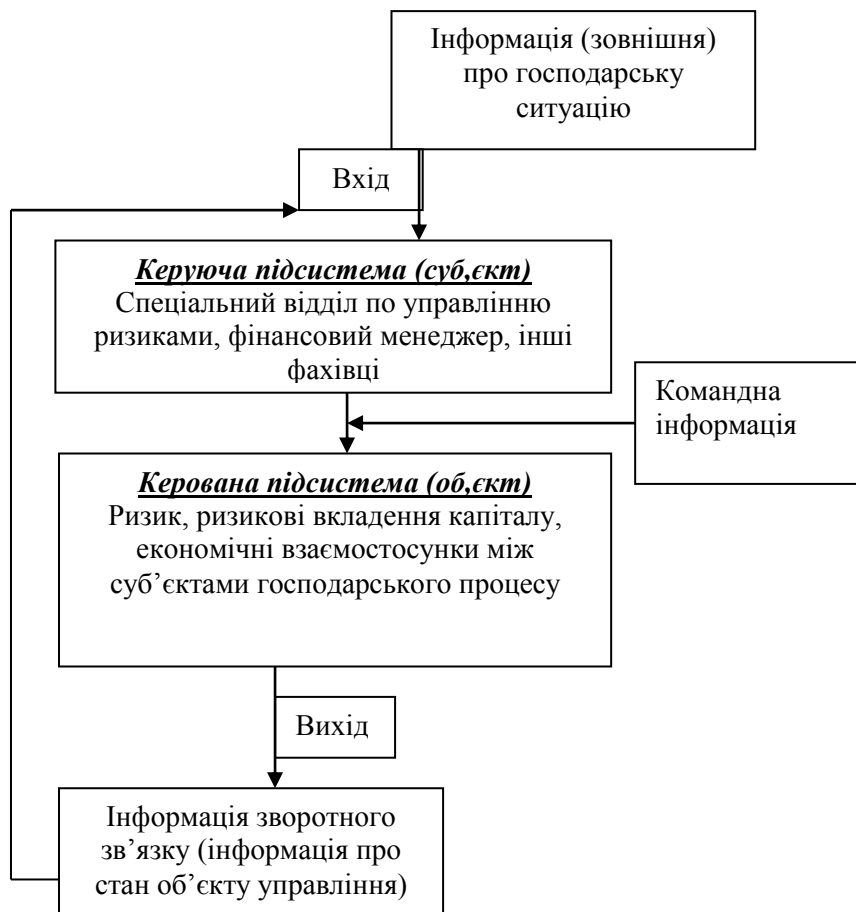 Інформація (зовнішня)
про господарську
ситуацію
Вхід
Керуюча підсистема (суб,єкт)
Спеціальний відділ по управлінню
ризиками, фінансовий менеджер, інші
фахівці
Командна
інформація
Керована підсистема (об,єкт)
Ризик, ризикові вкладення капіталу,
економічні взаємостосунки між
суб’єктами господарського процесу
Вихід
Інформація зворотного
зв’язку (інформація про
стан об’єкту управління)